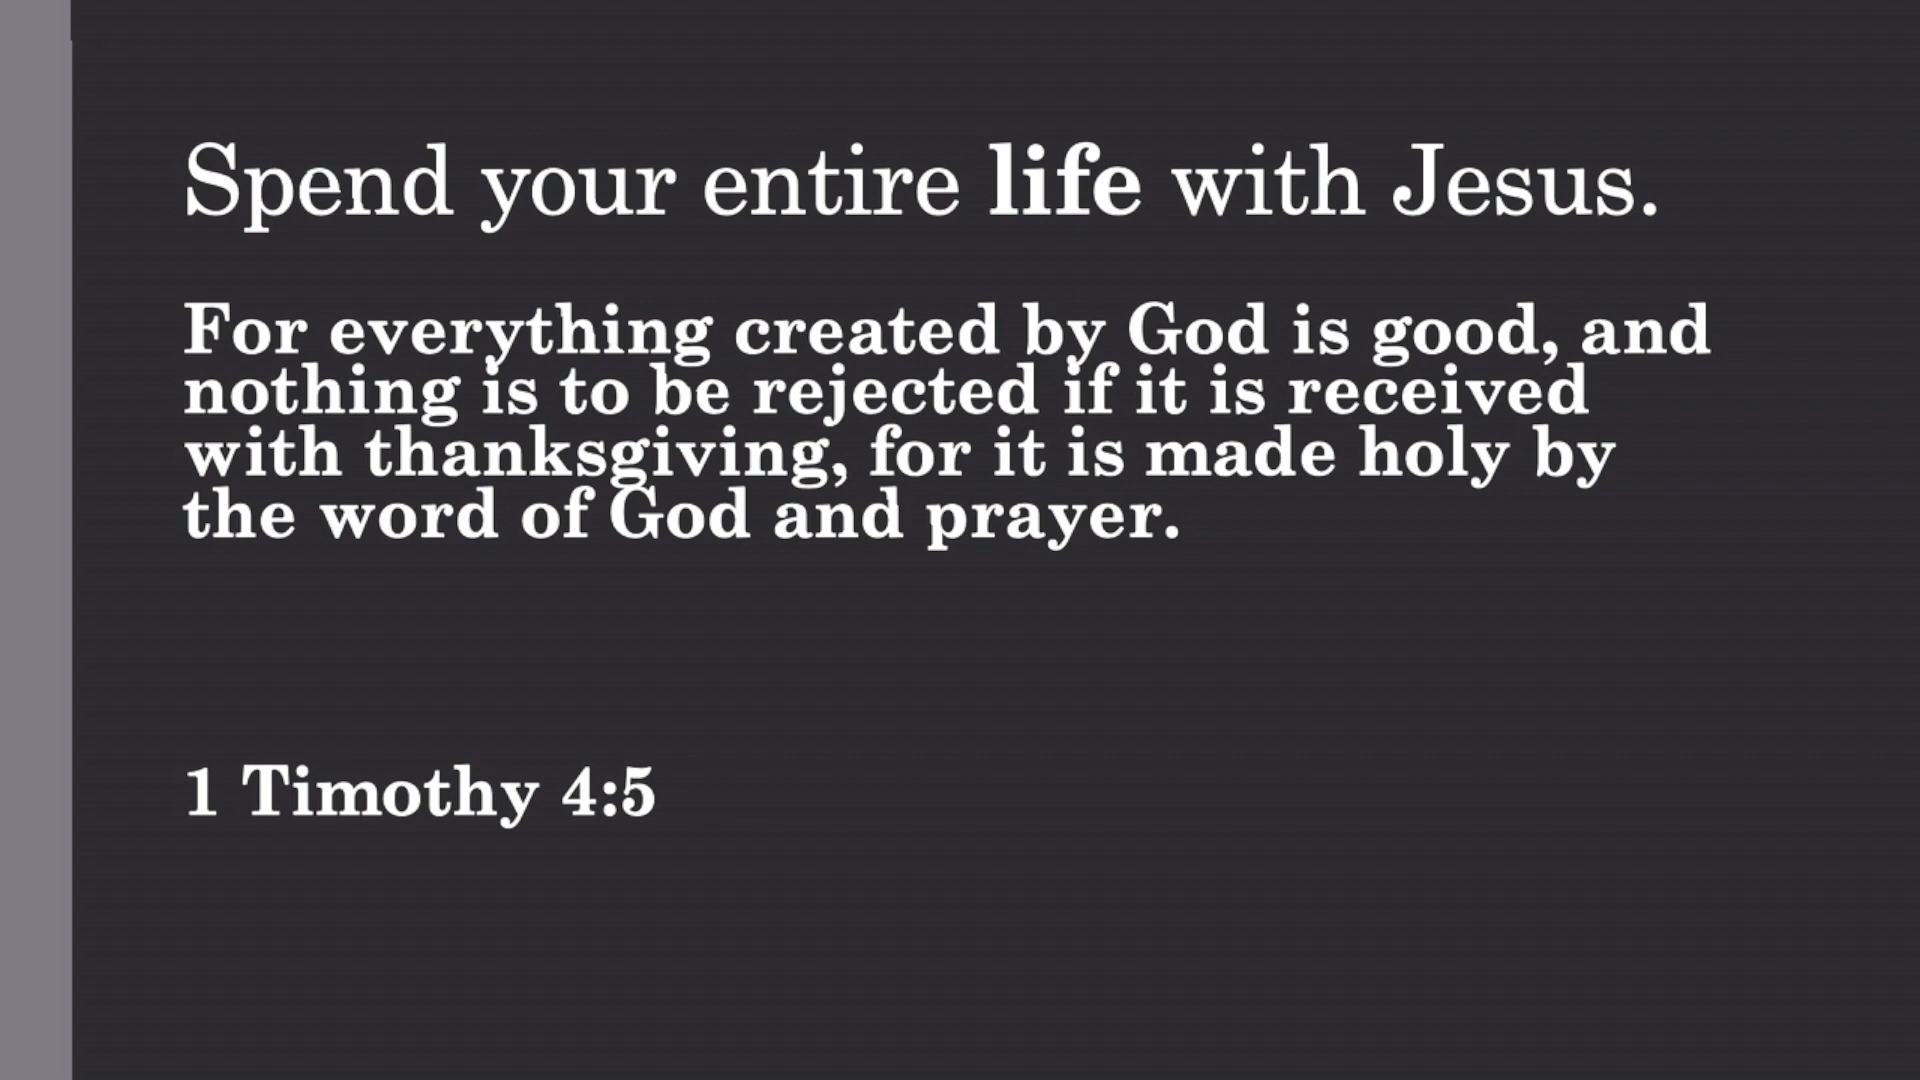 Spend your entire life with Jesus.
For everything created by God is good, and
nothing is to be rejected if it is received
with thanksgiving, for it is made holy by
the word of God and prayer.
1 Timothy 4:5